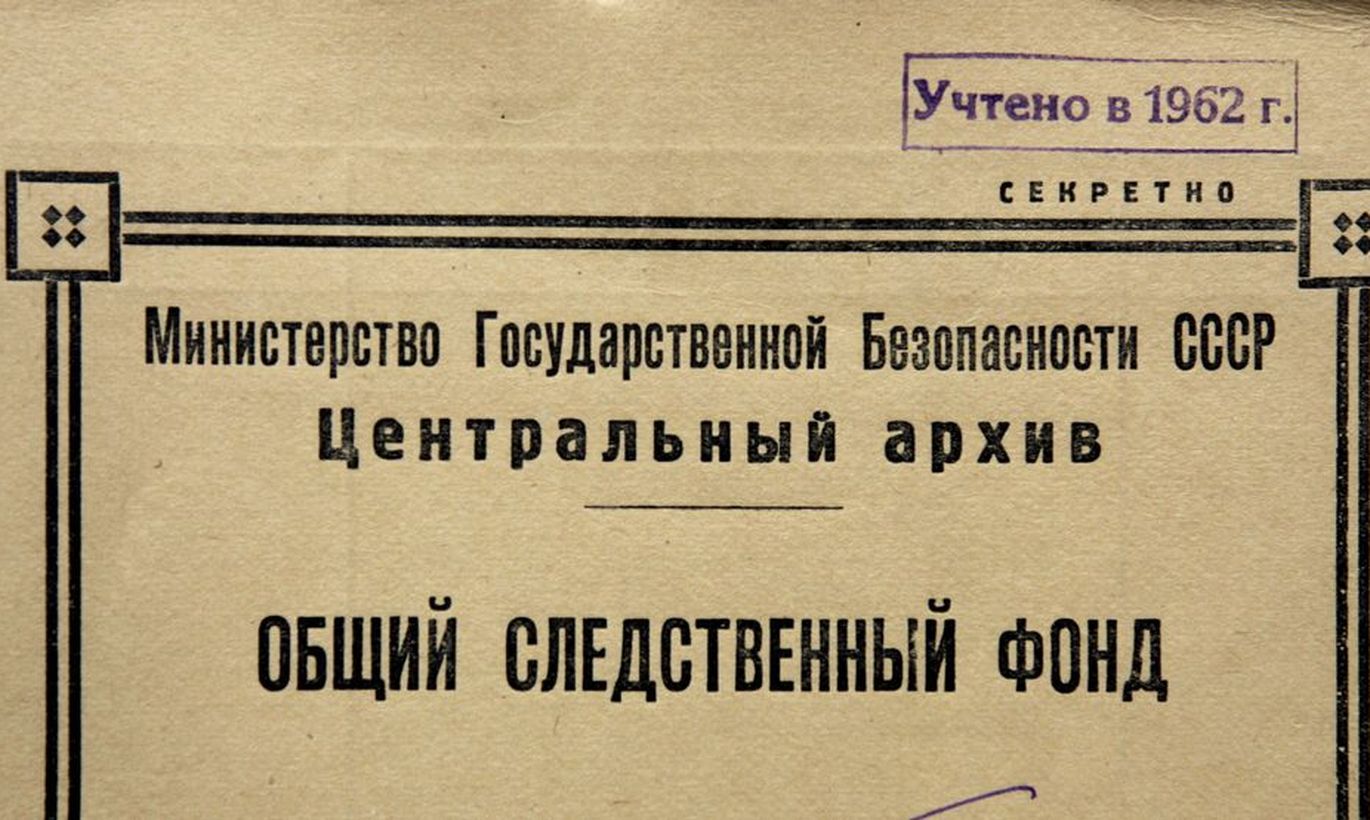 Учтено в 1962 г.
СЕКРЕТНО
Министерство Государственной Безопасности СССР
Центральный архив
ОБЩИЙ СЛЕДСТВЕННЫЙ ФОНД